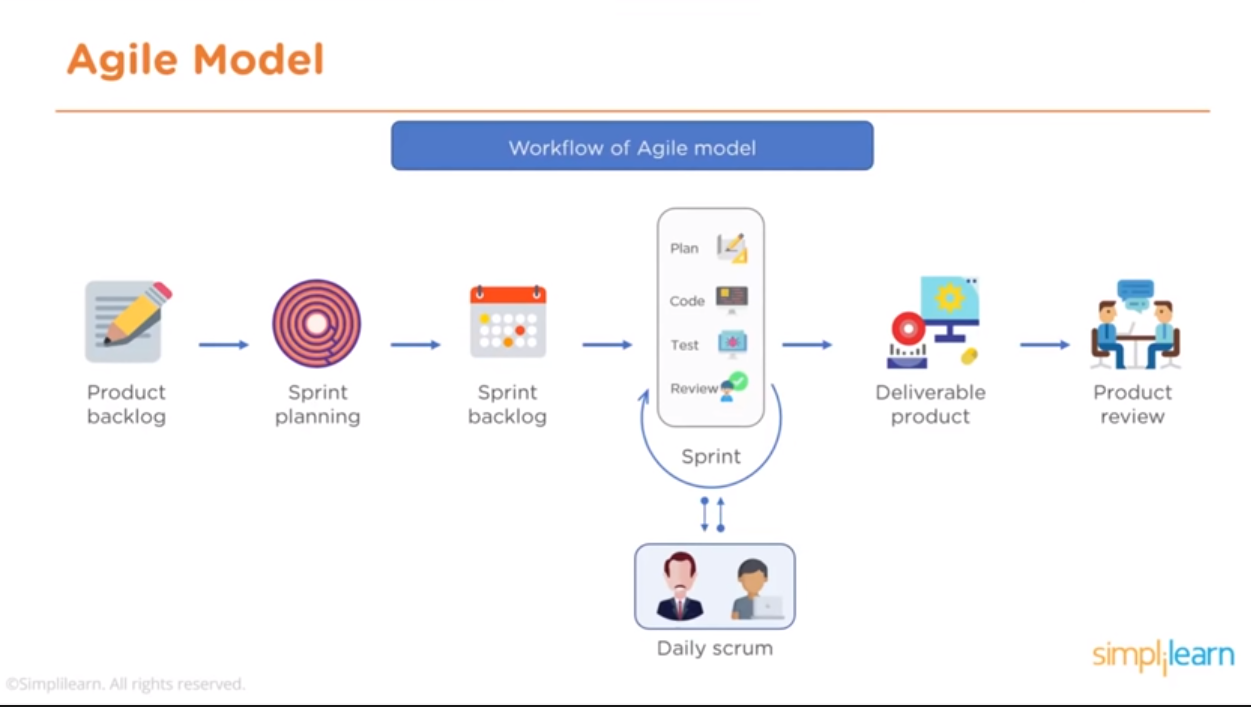 Agile Model
Workflow of Agile model
Product
backlog
Sprint
planning
Sprint
backlog
Plan
Code
Test
Review
Sprint
Daily scrum
Deliverable
product
Product
review
simplilearn
©Simplilearn. All rights reserved.